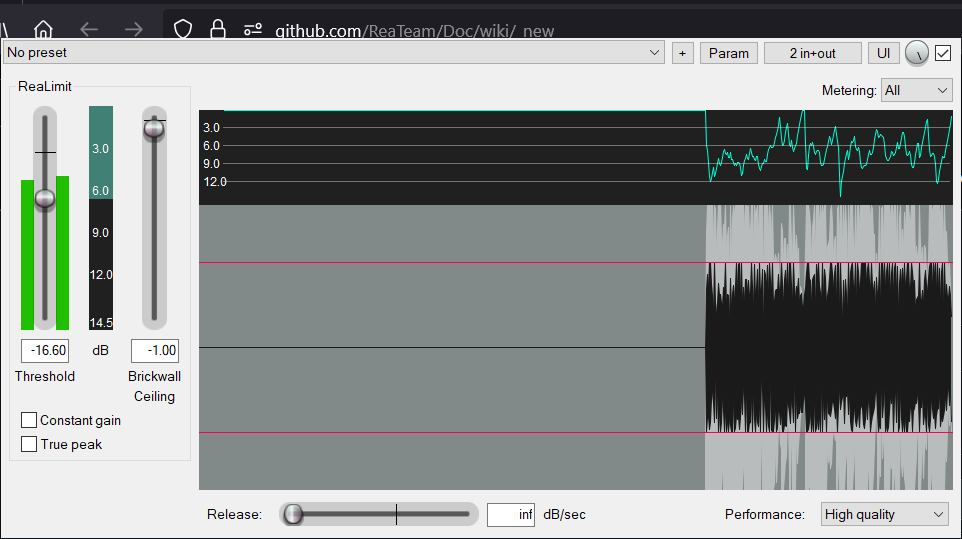 github.com/ReaTeam/Doc/wiki/_new
No preset
+
Param
2 in+out
UI
ReaLimit
Metering:
All
3.0
6.0
9.0
12.0
14.5
3.0
6.0
9.0
12.0
-16.60
dB
-1.00
Threshold
Brickwall
Ceiling
Constant gain
True peak
Release:
inf
dB/sec
Performance:
High quality